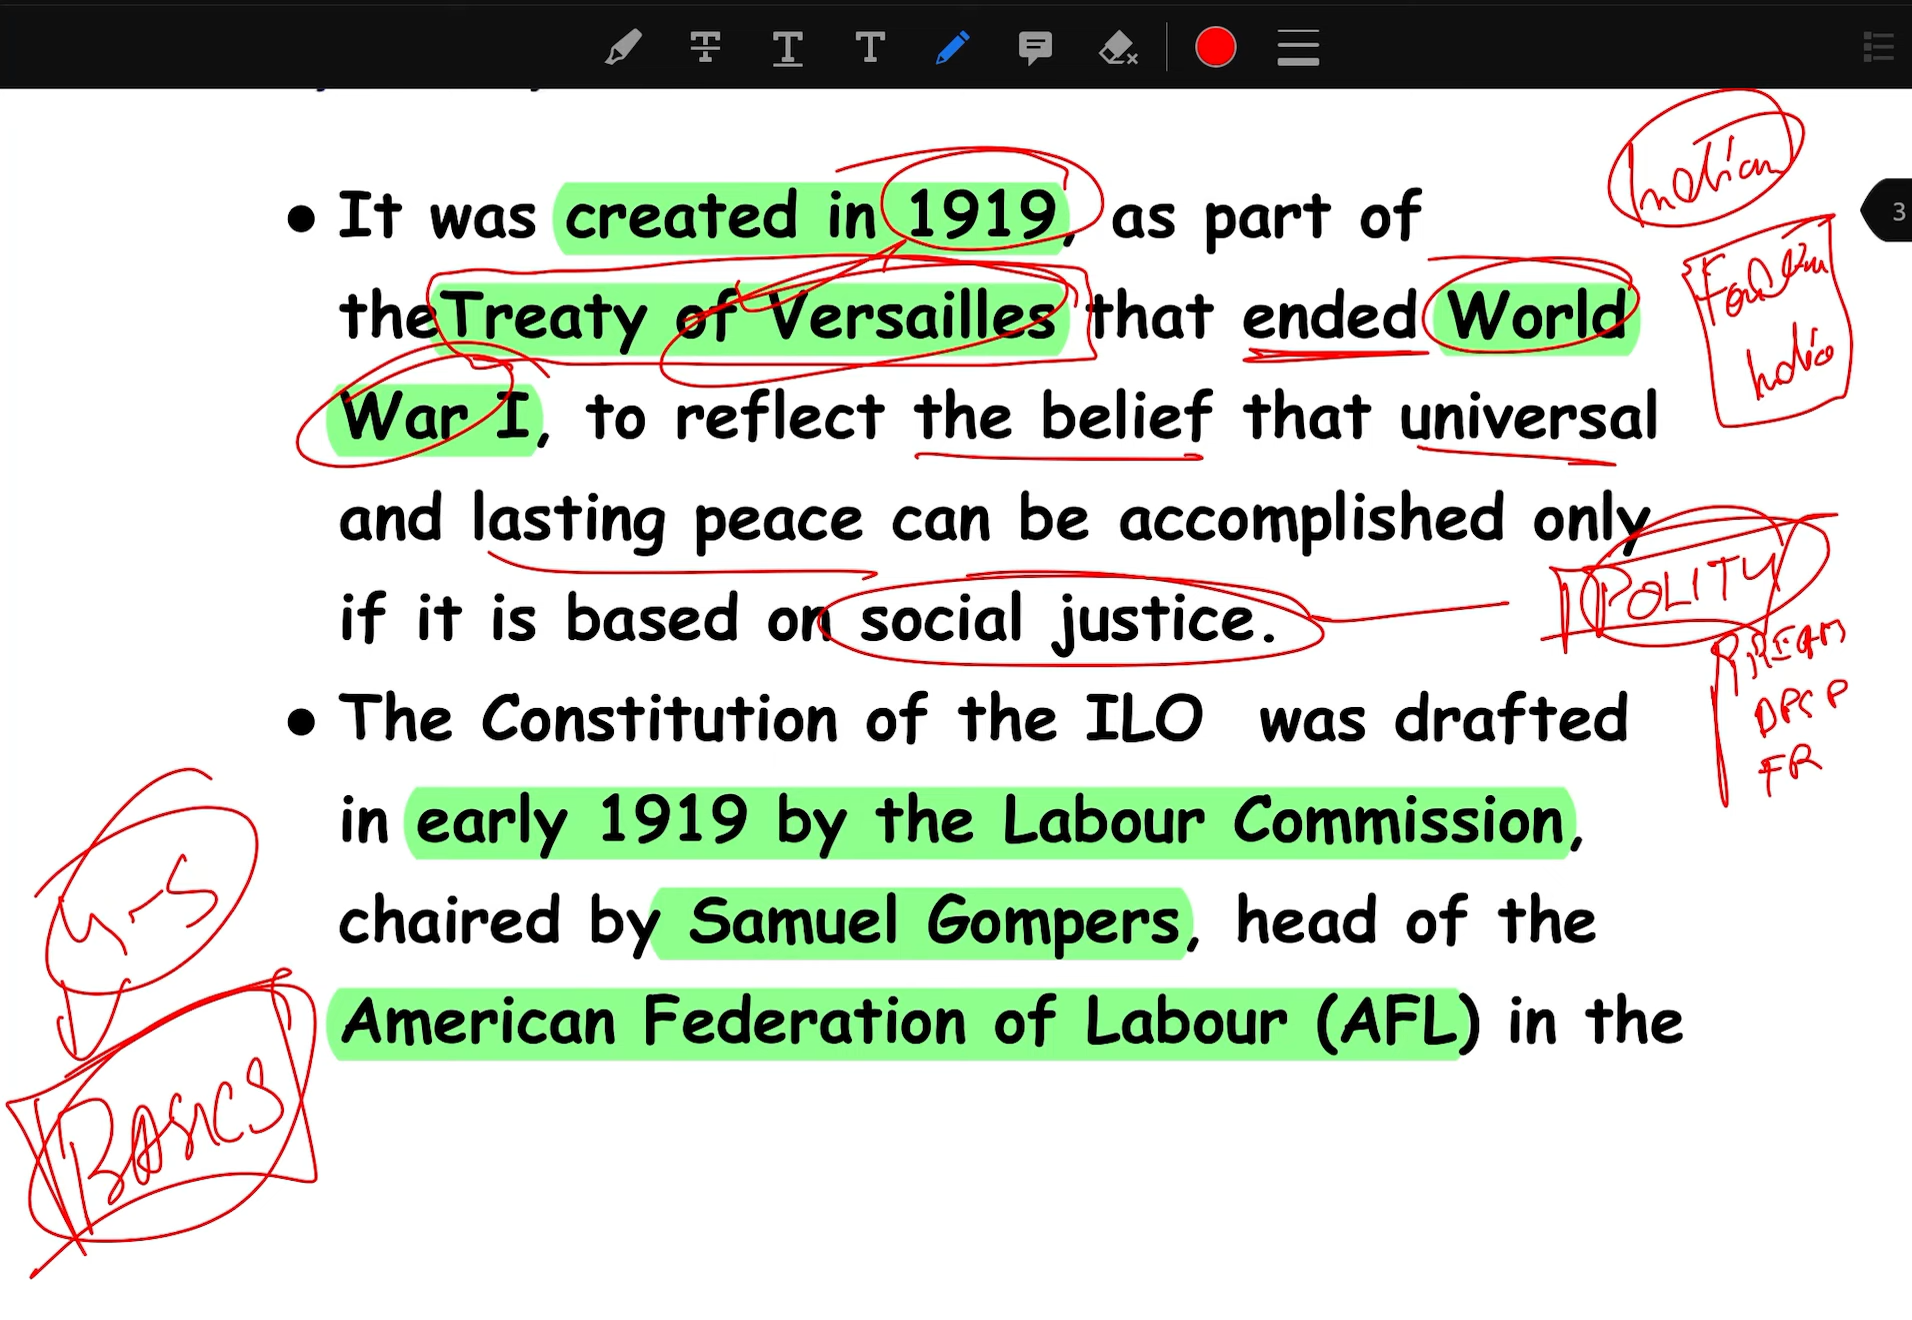 3
Indian
• It was created in 1919, as part of
the Treaty of Versailles that ended World
War I, to reflect the belief that universal
and lasting peace can be accomplished only
if it is based on social justice.
POLITY
DPSP
FR
• The Constitution of the ILO was drafted
in early 1919 by the Labour Commission,
chaired by Samuel Gompers, head of the
American Federation of Labour (AFL) in the
BASICS